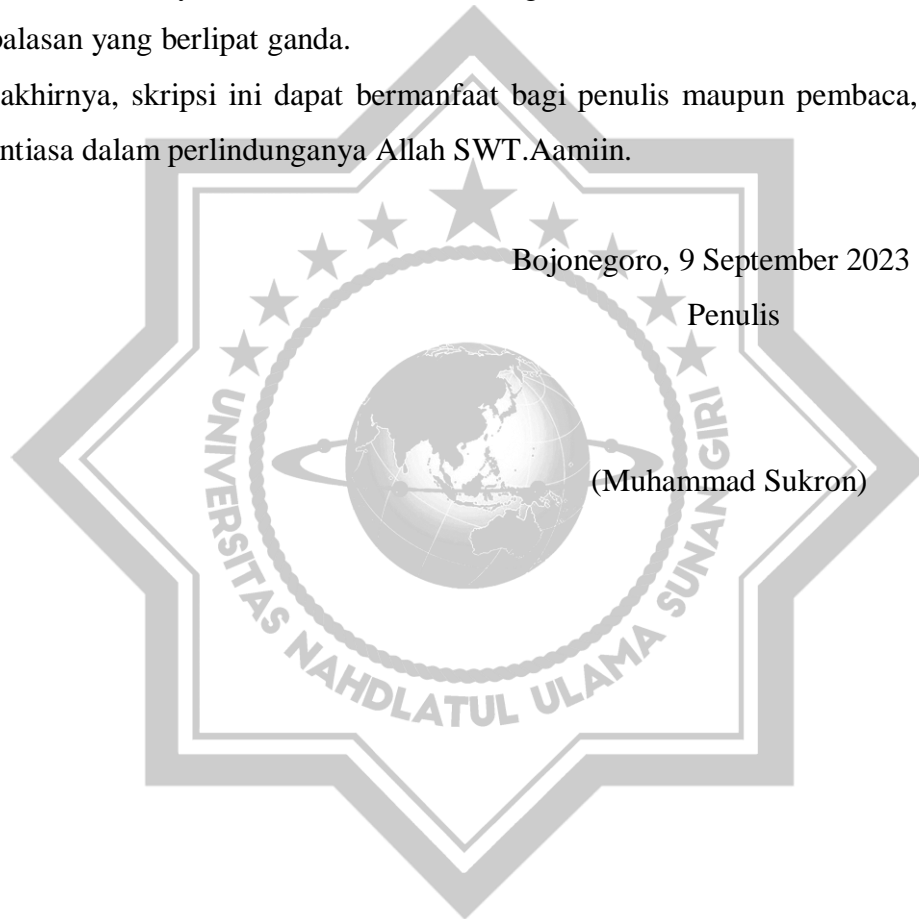 balasan yang berlipat ganda.
akhirnya, skripsi ini dapat bermanfaat bagi penulis maupun pembaca,
ntiasa dalam perlindunganya Allah SWT.Aamiin.
Bojonegoro, 9 September 2023
Penulis
(Muhammad Sukron)
UNIVERSITAS NAHDLATUL ULAMA SUNAN GIRI